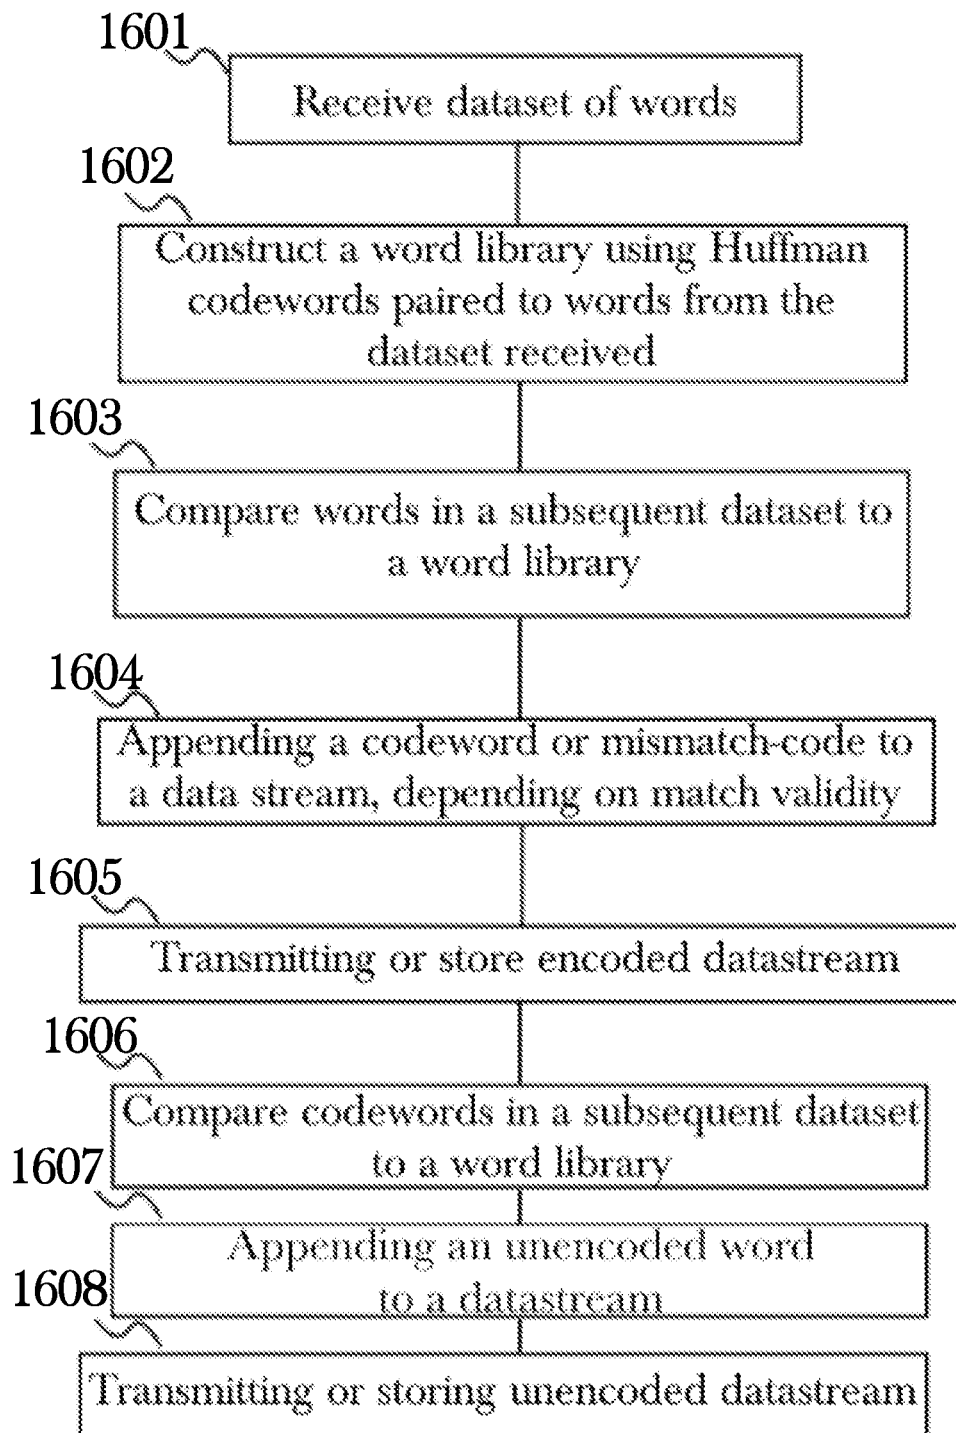 1601
Receive dataset of words
1602
Construct a word library using Huffman
codewords paired to words from the
dataset received
1603
Compare words in a subsequent dataset to
a word library
1604
Appending a codeword or mismatch-code to
a data stream, depending on match validity
1605
Transmitting or store encoded datastream
1606
Compare codewords in a subsequent dataset
to a word library
1607
Appending an unencoded word
to a datastream
1608
Transmitting or storing unencoded datastream